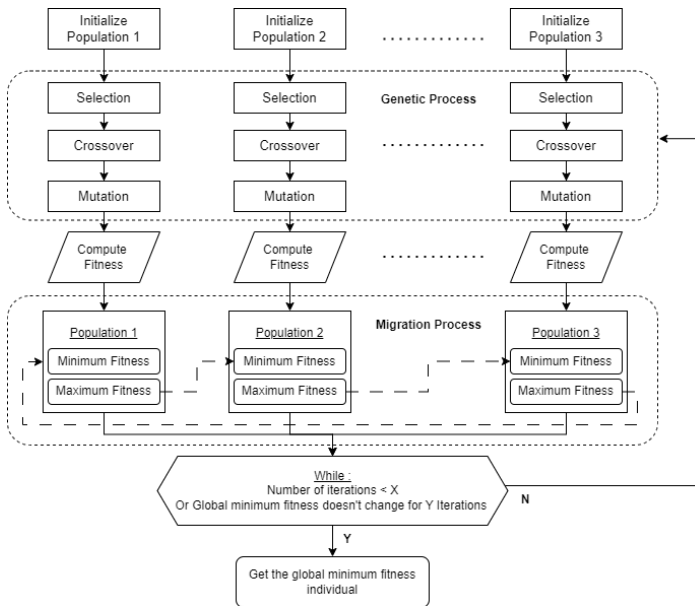 Initialize
Population 1
Initialize
Population 2
Initialize
Population 3
Genetic Process
Selection
Selection
Selection
Crossover
Crossover
Crossover
Mutation
Mutation
Mutation
Compute
Fitness
Compute
Fitness
Compute
Fitness
Migration Process
Population 1
Population 2
Population 3
Minimum Fitness
Minimum Fitness
Minimum Fitness
Maximum Fitness
Maximum Fitness
Maximum Fitness
While :
Number of iterations < X
Or Global minimum fitness doesn't change for Y Iterations
N
Y
Get the global minimum fitness
individual